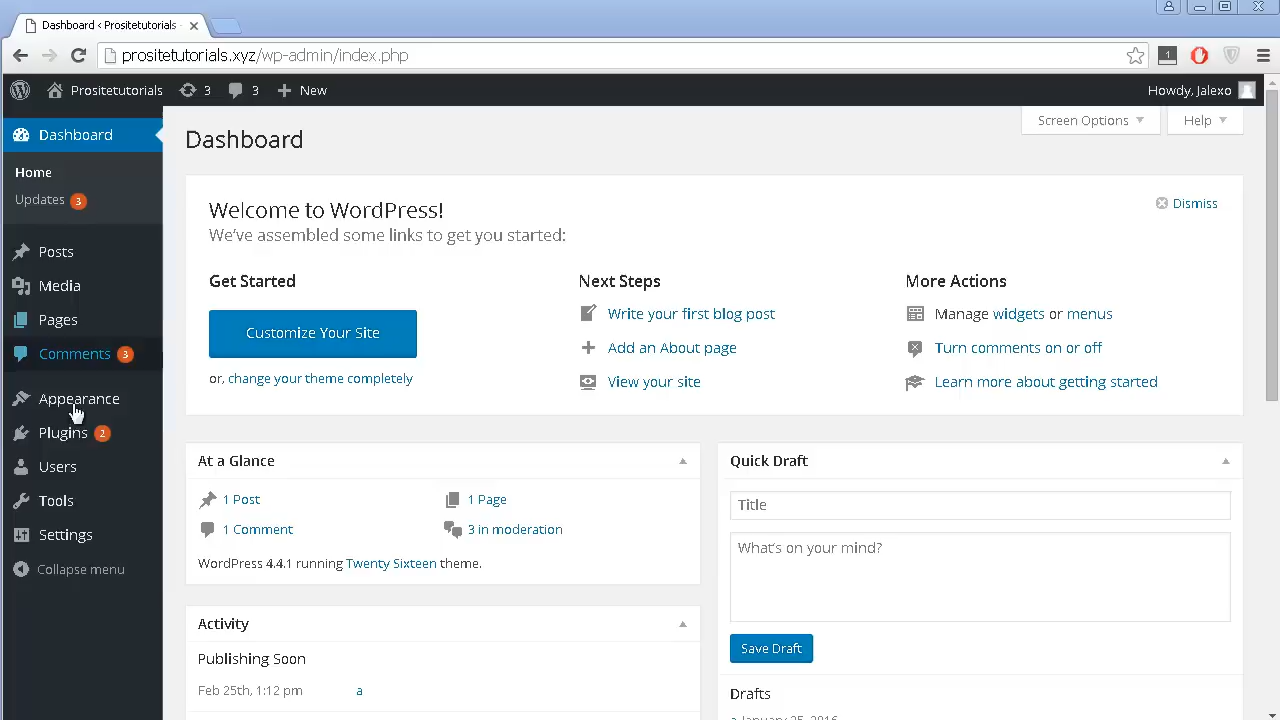 Dashboard ‹ Prositetutorials
prositetutorials.xyz/wp-admin/index.php
1
Prositetutorials 3 3 New
Howdy, Jalexo
Dashboard
Home
Updates 3
Posts
Media
Pages
Comments 3
Appearance
Plugins 2
Users
Tools
Settings
Collapse menu
Screen Options
Help
Dashboard
Welcome to WordPress!
We've assembled some links to get you started:
Dismiss
Get Started
Customize Your Site
or, change your theme completely
Next Steps
Write your first blog post
Add an About page
View your site
More Actions
Manage widgets or menus
Turn comments on or off
Learn more about getting started
At a Glance
1 Post
1 Page
1 Comment
3 in moderation
WordPress 4.4.1 running Twenty Sixteen theme.
Activity
Publishing Soon
Feb 25th, 1:12 pm a
Quick Draft
Title
What's on your mind?
Save Draft
Drafts
a January 25, 2016